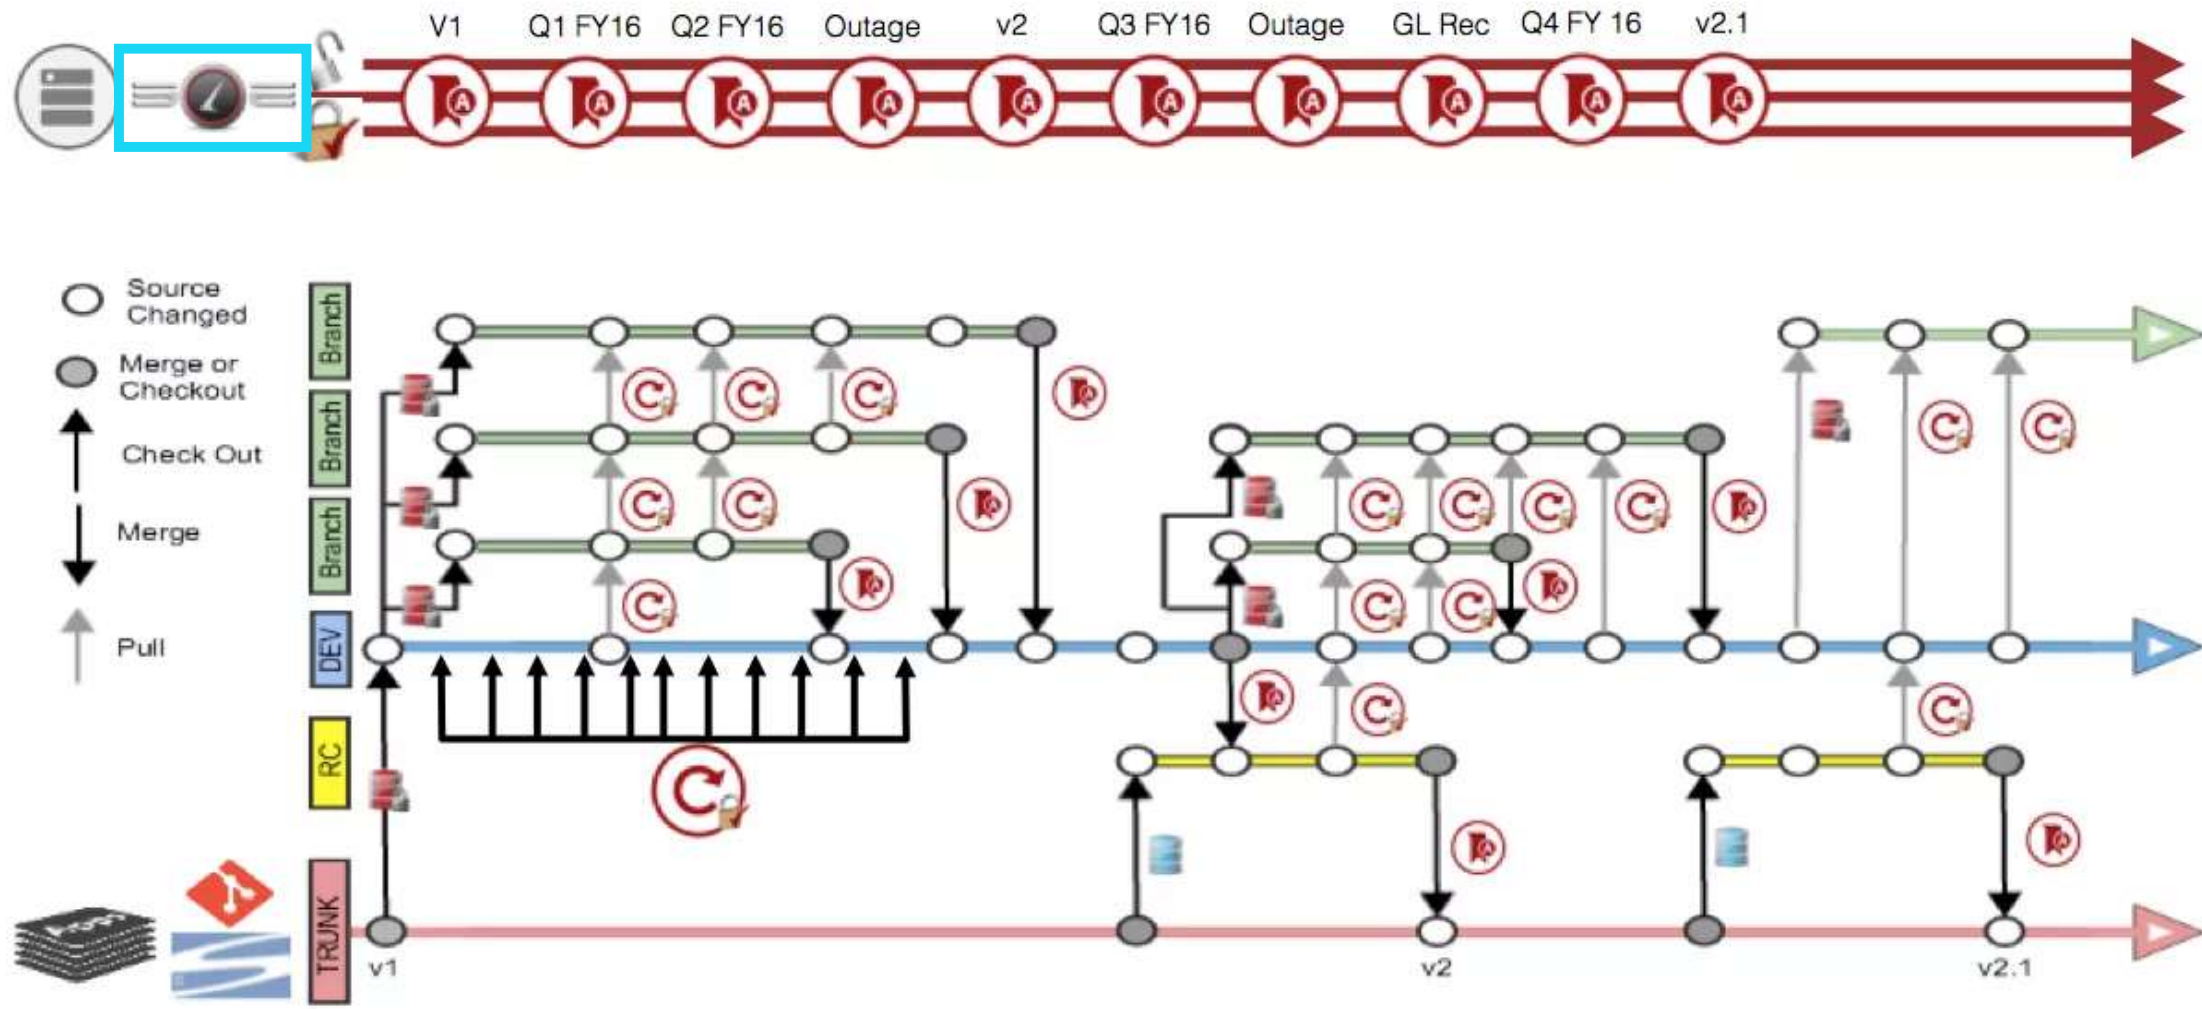 V1 Q1 FY16 Q2 FY16 Outage v2 Q3 FY16 Outage GL Rec Q4 FY 16 v2.1
A A A A A A A A A A
Source
Changed
Merge or
Checkout
Check Out
Merge
Pull
Branch
Branch
Branch
DEV
RC
TRUNK
v1 v2 v2.1